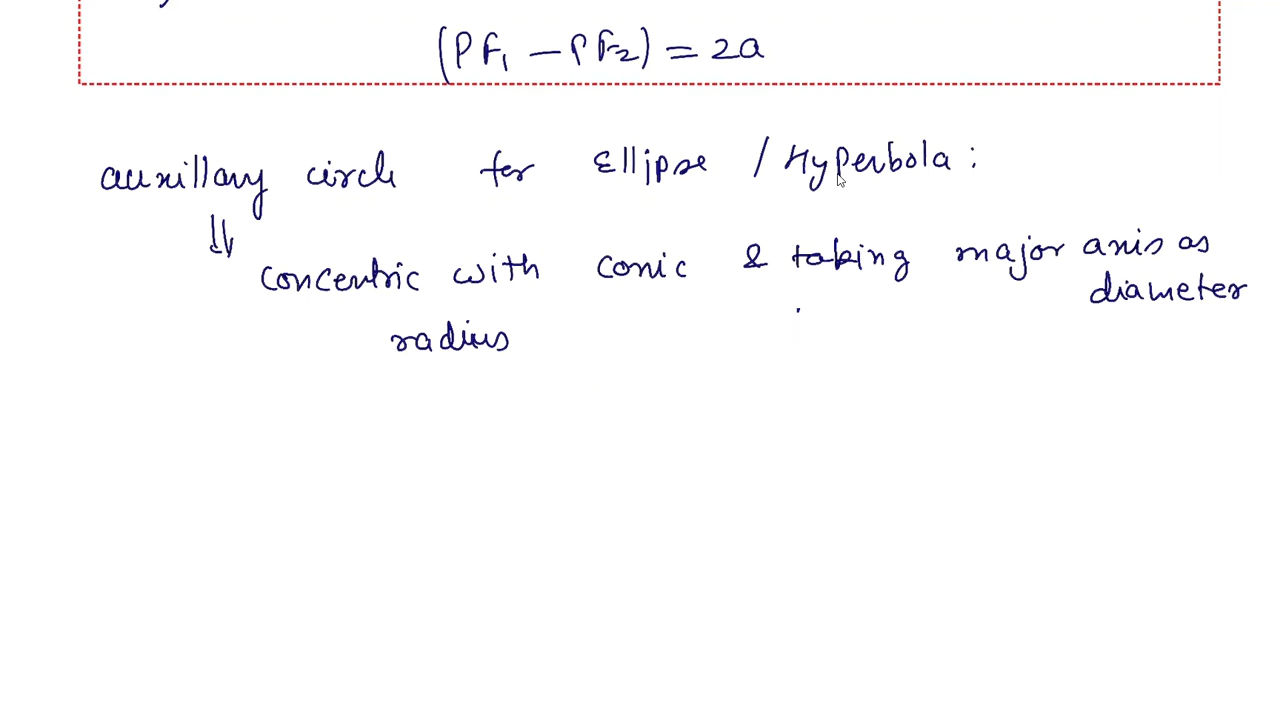 (PF₁ – PF₂) = 2a
auxillary circle for Ellipse / Hyperbola :
⇓
concentric with conic & taking major axis as
diameter
radius